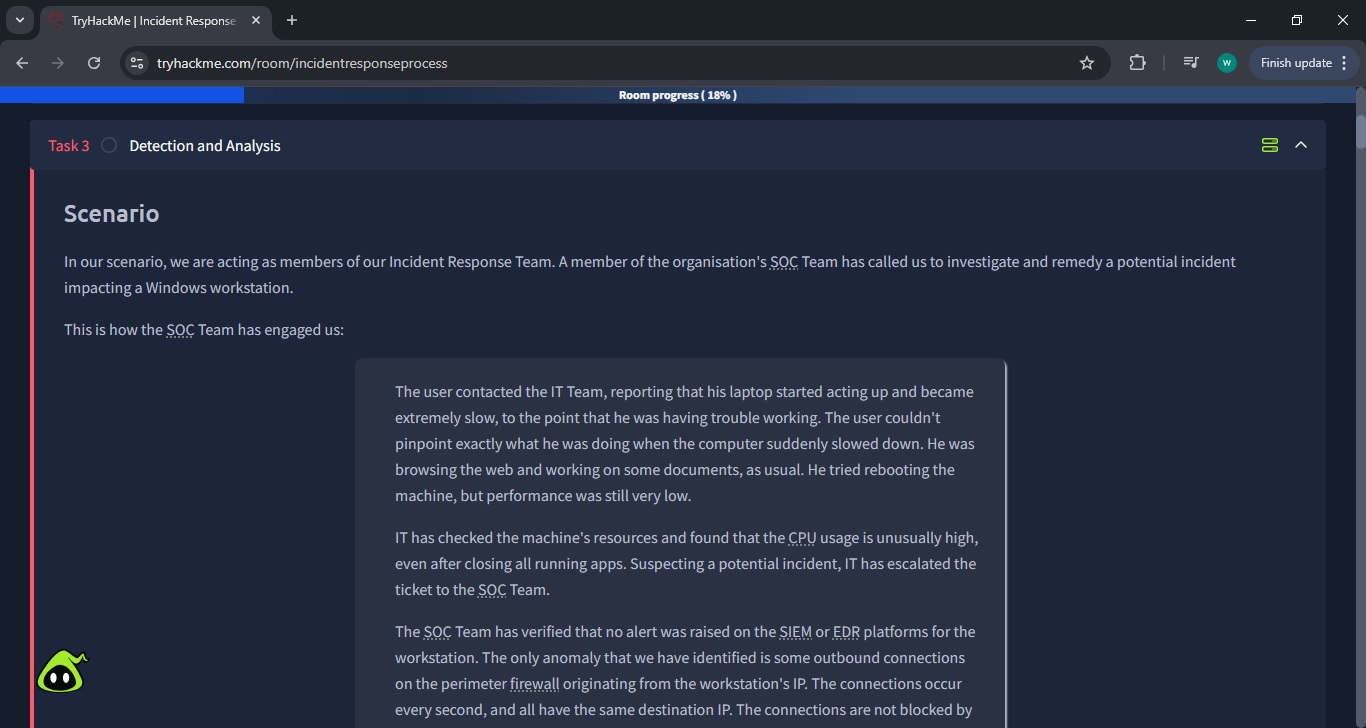 TryHackMe | Incident Response
tryhackme.com/room/incidentresponseprocess
W
Finish update
Room progress ( 18% )
Task 3
Detection and Analysis
Scenario
In our scenario, we are acting as members of our Incident Response Team. A member of the organisation's SOC Team has called us to investigate and remedy a potential incident
impacting a Windows workstation.
This is how the SOC Team has engaged us:
The user contacted the IT Team, reporting that his laptop started acting up and became
extremely slow, to the point that he was having trouble working. The user couldn't
pinpoint exactly what he was doing when the computer suddenly slowed down. He was
browsing the web and working on some documents, as usual. He tried rebooting the
machine, but performance was still very low.
IT has checked the machine's resources and found that the CPU usage is unusually high,
even after closing all running apps. Suspecting a potential incident, IT has escalated the
ticket to the SOC Team.
The SOC Team has verified that no alert was raised on the SIEM or EDR platforms for the
workstation. The only anomaly that we have identified is some outbound connections
on the perimeter firewall originating from the workstation's IP. The connections occur
every second, and all have the same destination IP. The connections are not blocked by